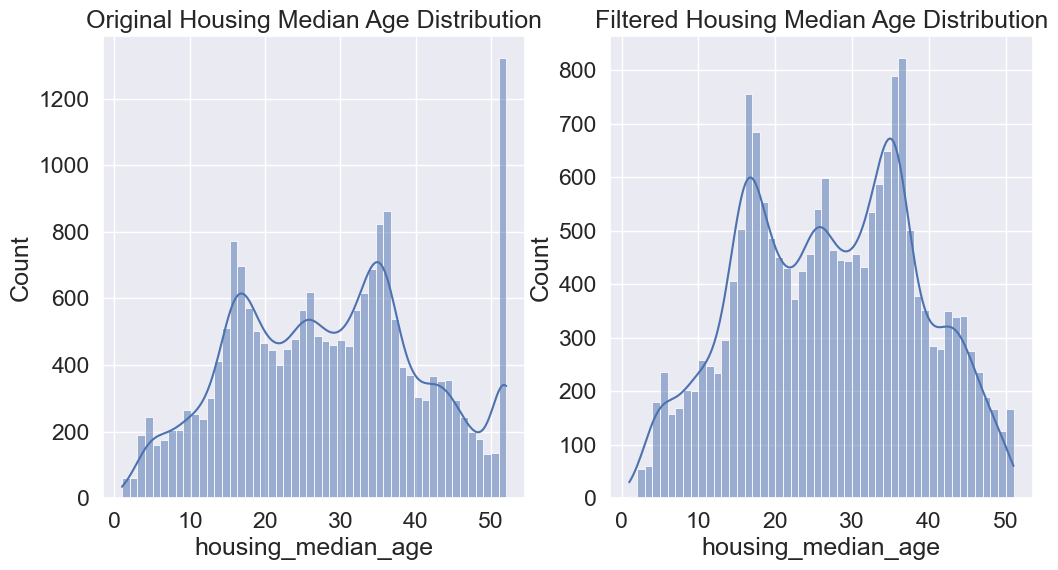 Original Housing Median Age Distribution
Count
1200
1000
800
600
400
200
0
0 10 20 30 40 50
housing_median_age
Filtered Housing Median Age Distribution
Count
800
700
600
500
400
300
200
100
0
0 10 20 30 40 50
housing_median_age